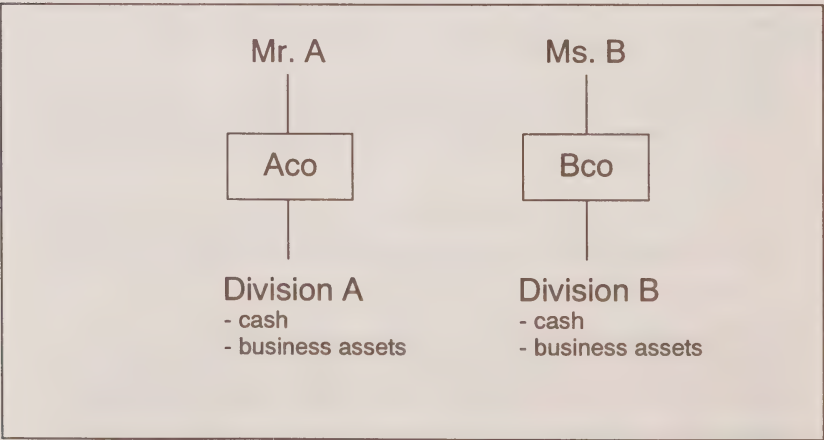 Mr. A
Ms. B
Aco
Bco
Division A
- cash
- business assets
Division B
- cash
- business assets